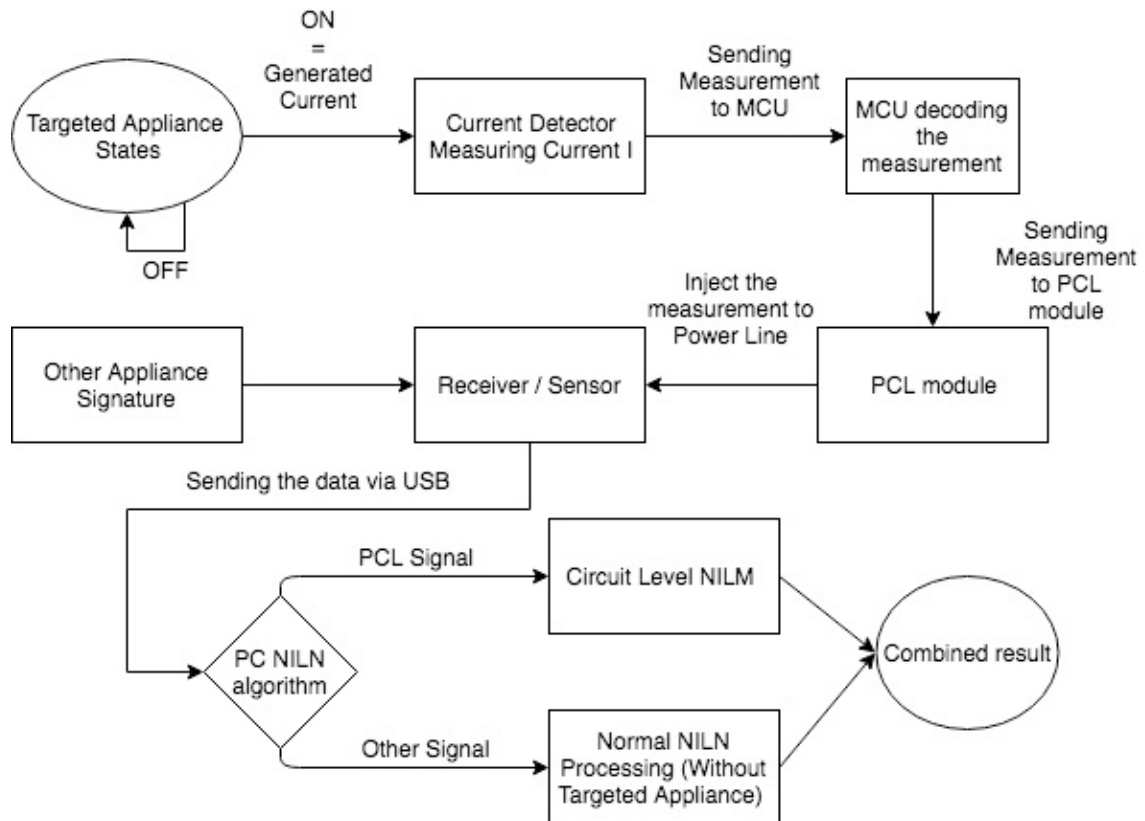 ON
=
Generated
Current
Sending
Measurement
to MCU
Targeted Appliance
States
Current Detector
Measuring Current I
MCU decoding
the
measurement
OFF
Sending
Measurement
to PCL
module
Inject the
measurement to
Power Line
Other Appliance
Signature
Receiver / Sensor
PCL module
Sending the data via USB
PCL Signal
Circuit Level NILM
PC NILN
algorithm
Combined result
Other Signal
Normal NILN
Processing (Without
Targeted Appliance)